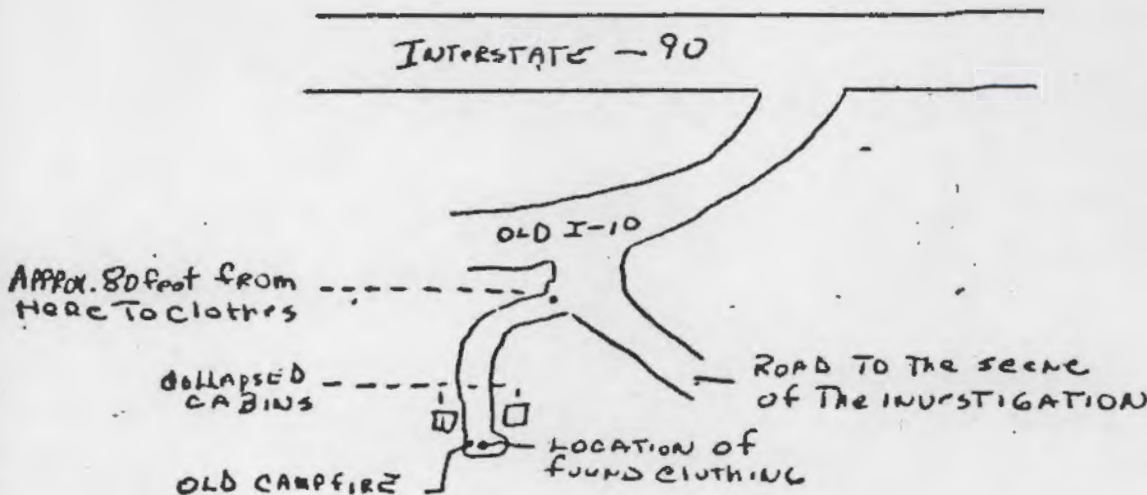 INTERSTATE - 90
OLD I-10
APPROX. 80 feet from
HERE To Clothes
COLLAPSED
CABINS
ROAD TO THE SCENE
of THE INVESTIGATION
LOCATION of
found CLOTHING
OLD CAMPFIRE